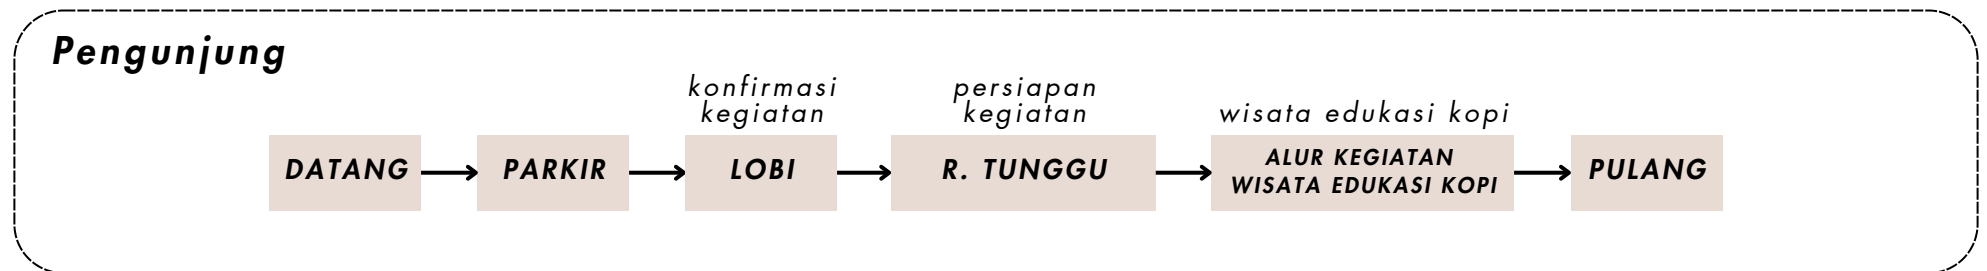 Pengunjung
konfirmasi
kegiatan
persiapan
kegiatan
wisata edukasi kopi
DATANG
PARKIR
LOBI
R. TUNGGU
ALUR KEGIATAN
WISATA EDUKASI KOPI
PULANG